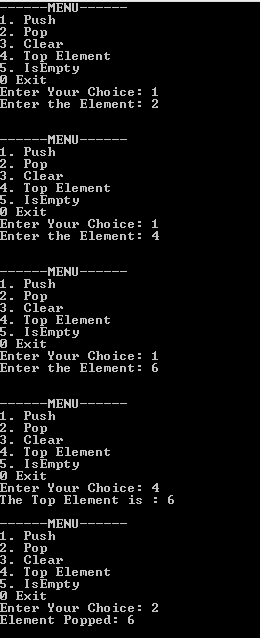 ------MENU------
1. Push
2. Pop
3. Clear
4. Top Element
5. IsEmpty
0 Exit
Enter Your Choice: 1
Enter the Element: 2
------MENU------
1. Push
2. Pop
3. Clear
4. Top Element
5. IsEmpty
0 Exit
Enter Your Choice: 1
Enter the Element: 4
------MENU------
1. Push
2. Pop
3. Clear
4. Top Element
5. IsEmpty
0 Exit
Enter Your Choice: 1
Enter the Element: 6
------MENU------
1. Push
2. Pop
3. Clear
4. Top Element
5. IsEmpty
0 Exit
Enter Your Choice: 4
The Top Element is : 6
------MENU------
1. Push
2. Pop
3. Clear
4. Top Element
5. IsEmpty
0 Exit
Enter Your Choice: 2
Element Popped: 6